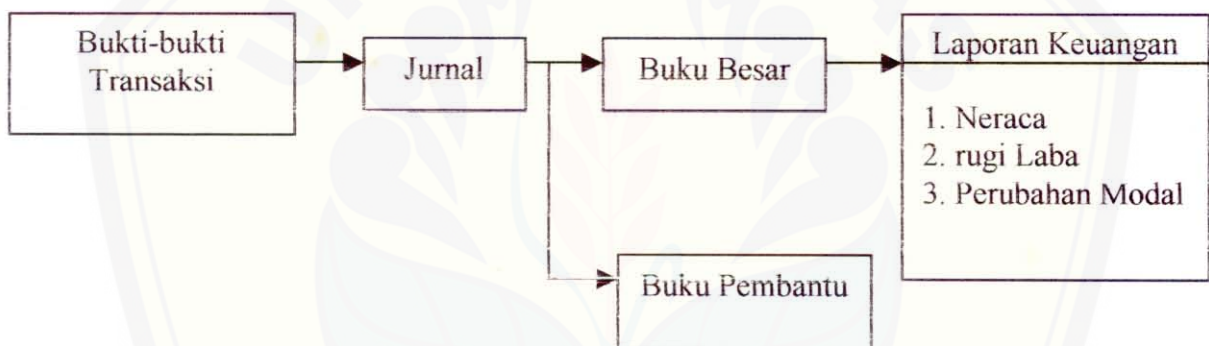 Bukti-bukti
Transaksi
Jurnal
Buku Besar
Laporan Keuangan
1. Neraca
2. rugi Laba
3. Perubahan Modal
Buku Pembantu